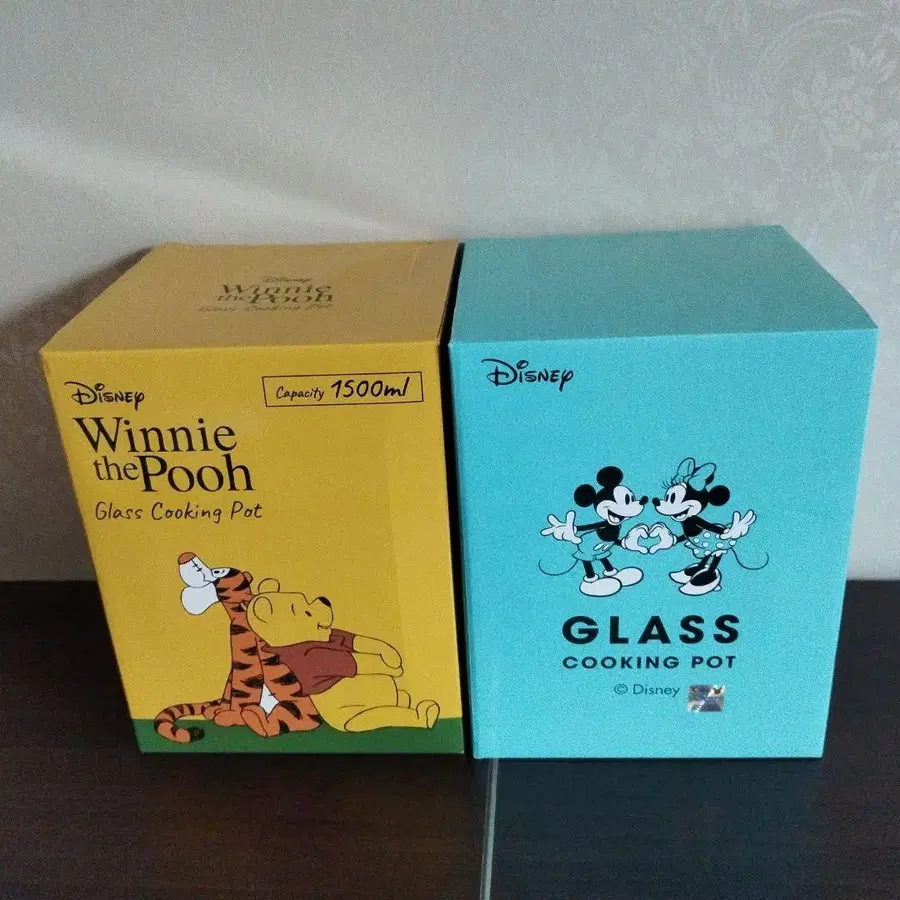 Disney
Winnie
the Pooh
Glass Cooking Pot
Disney
Capacity 1500ml
Winnie
the Pooh
Glass Cooking Pot
Disney
GLASS
COOKING POT
© Disney